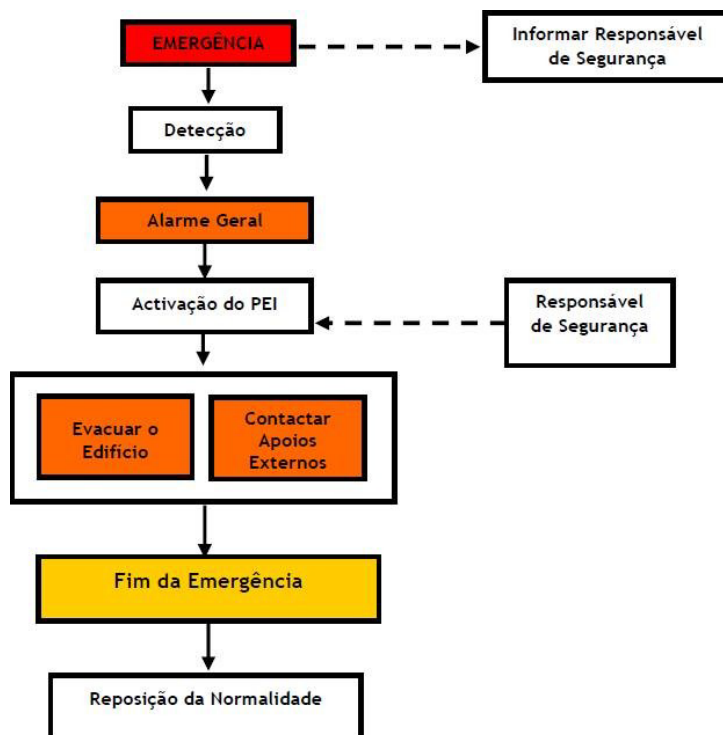 EMERGÊNCIA
Informar Responsável
de Segurança
Detecção
Alarme Geral
Activação do PEI
Responsável
de Segurança
Evacuar o
Edifício
Contactar
Apoios
Externos
Fim da Emergência
Reposição da Normalidade